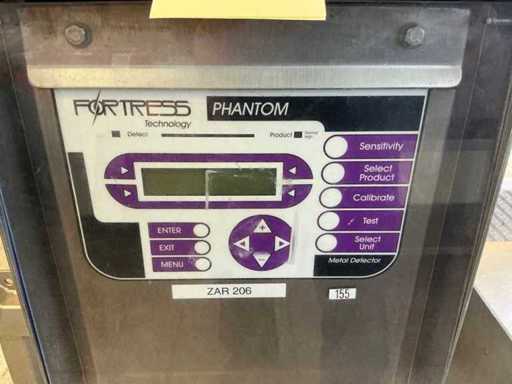 FORTRESS PHANTOM
Technology
Detect Product
Sensitivity
Select
Product
Calibrate
Test
Select
Unit
ENTER
EXIT
MENU
Metal Detector
ZAR 206
155